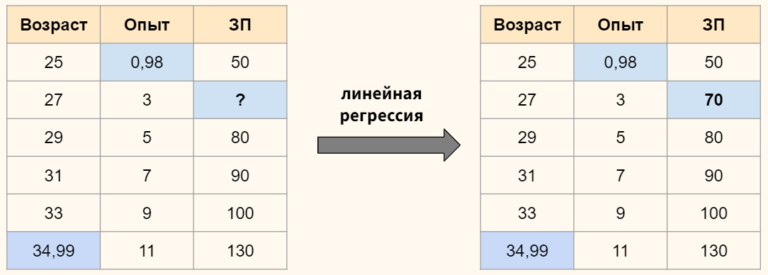 Возраст Опыт ЗП
25 0,98 50
27 3 ?
29 5 80
31 7 90
33 9 100
34,99 11 130
линейная
регрессия
Возраст Опыт ЗП
25 0,98 50
27 3 70
29 5 80
31 7 90
33 9 100
34,99 11 130